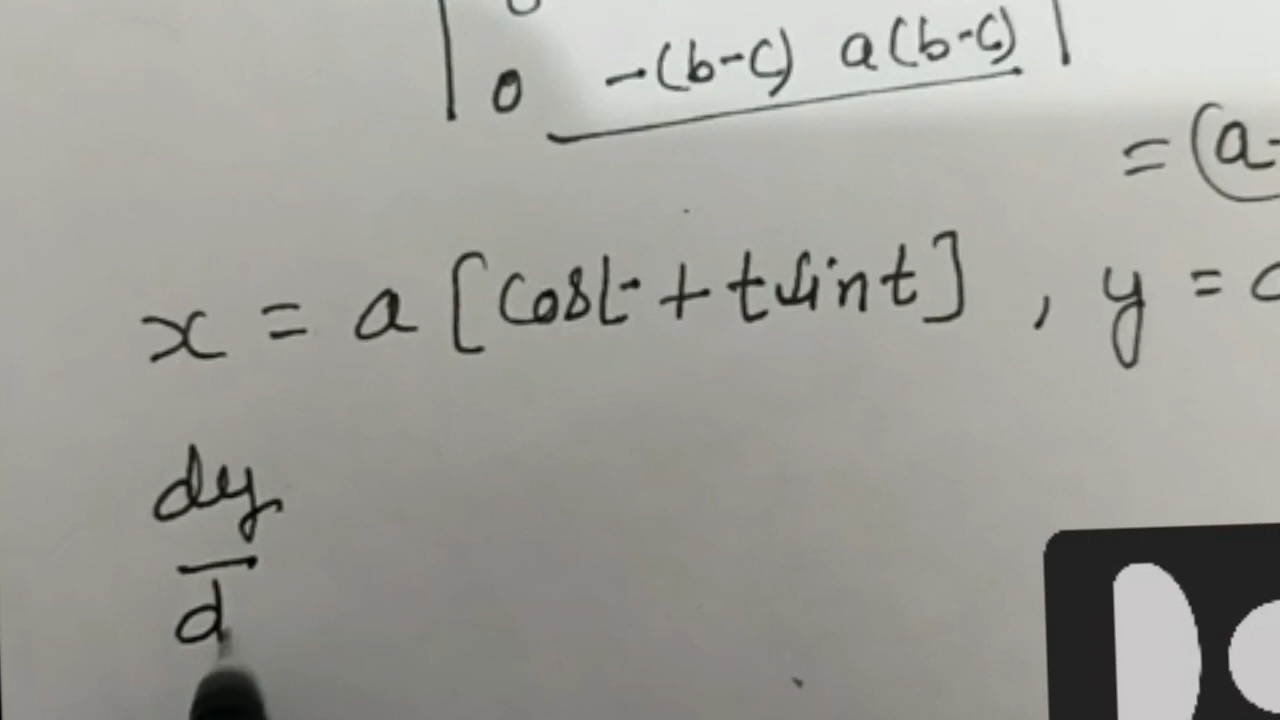 0 -(b-c) a(b-c)
= (a-
x = a [cost + tsint] , y =
dy
d